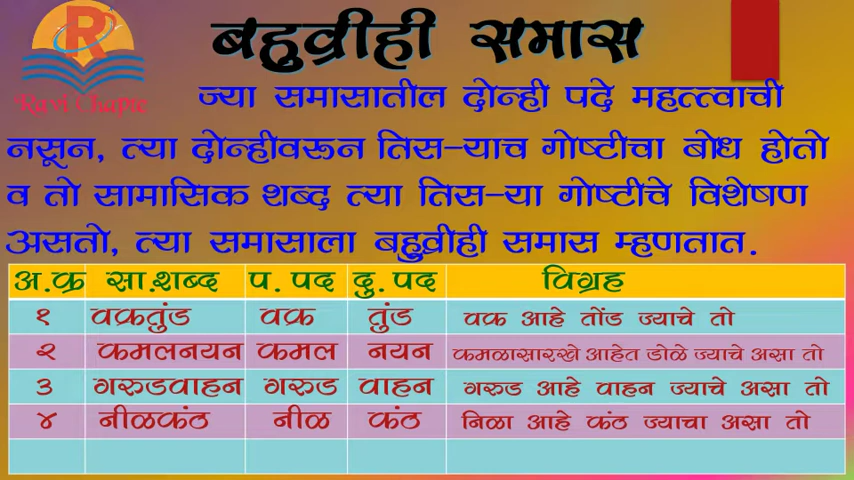 R
Ravi Chapte
बहुव्रीही समास
ज्या समासातील दोन्ही पदे महत्त्वाची
नसून, त्या दोन्हीवरून तिस-याच गोष्टीचा बोध होतो
व तो सामासिक शब्द त्या तिस-या गोष्टीचे विशेषण
असतो, त्या समासाला बहुव्रीही समास म्हणतात.
अ.क्र सा.शब्द प. पद दु. पद विग्रह
१ वक्रतुंड वक्र तुंड वक्र आहे तोंड ज्याचे तो
२ कमलनयन कमल नयन कमळासारखे आहेत डोळे ज्याचे असा तो
३ गरुडवाहन गरुड वाहन गरुड आहे वाहन ज्याचे असा तो
४ नीळकंठ नीळ कंठ निळा आहे कंठ ज्याचा असा तो